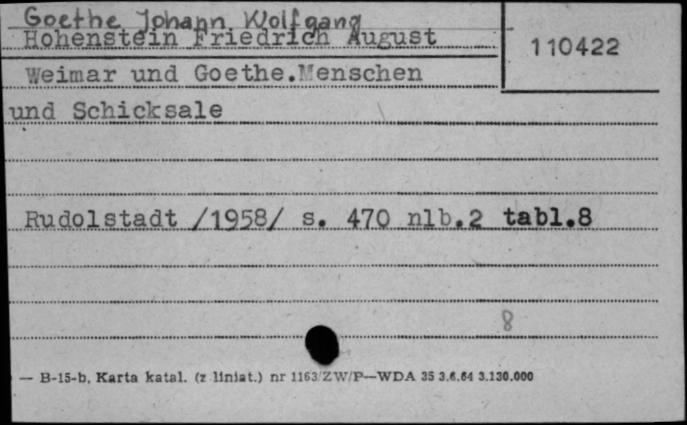 Goethe Johann Wolfgang
Hohenstein Friedrich August
110422
Weimar und Goethe.Menschen
und Schicksale
Rudolstadt /1958/ s. 470 nlb.2 tabl.8
8
— B-15-b, Karta katal. (z liniat.) nr 1163/ZW/P—WDA 35 3.6.64 3.130.000